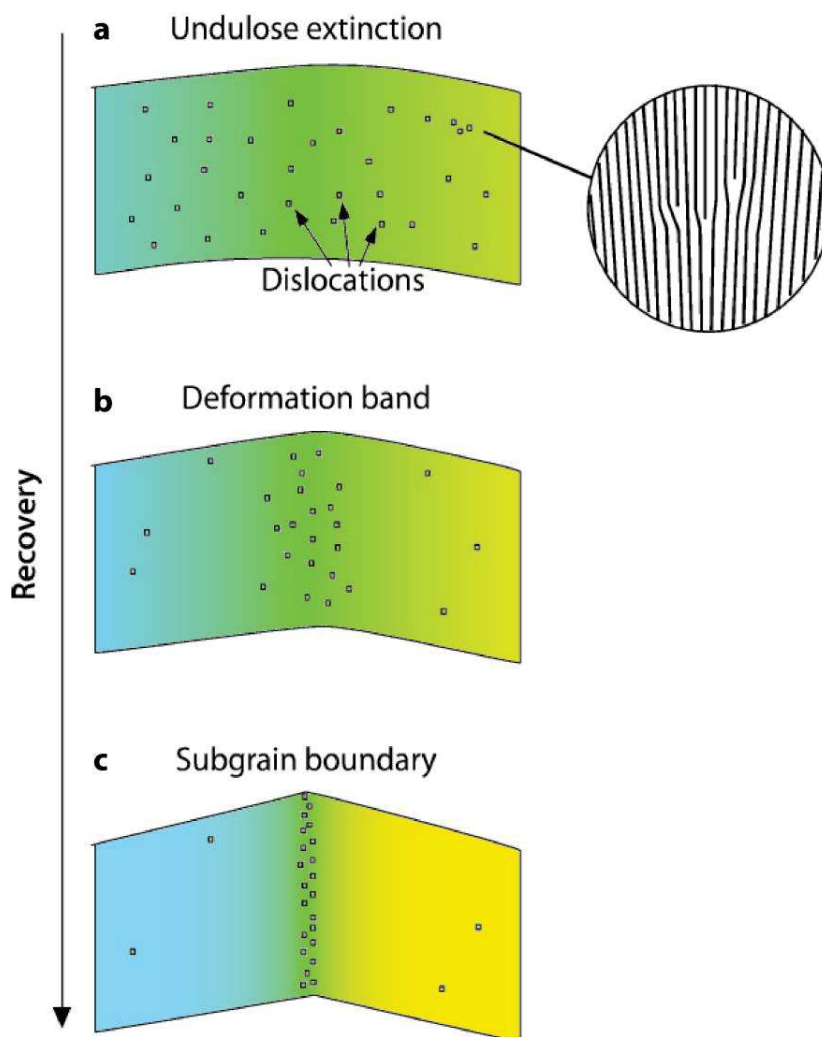 a Undulose extinction
Dislocations
b Deformation band
Recovery
c Subgrain boundary